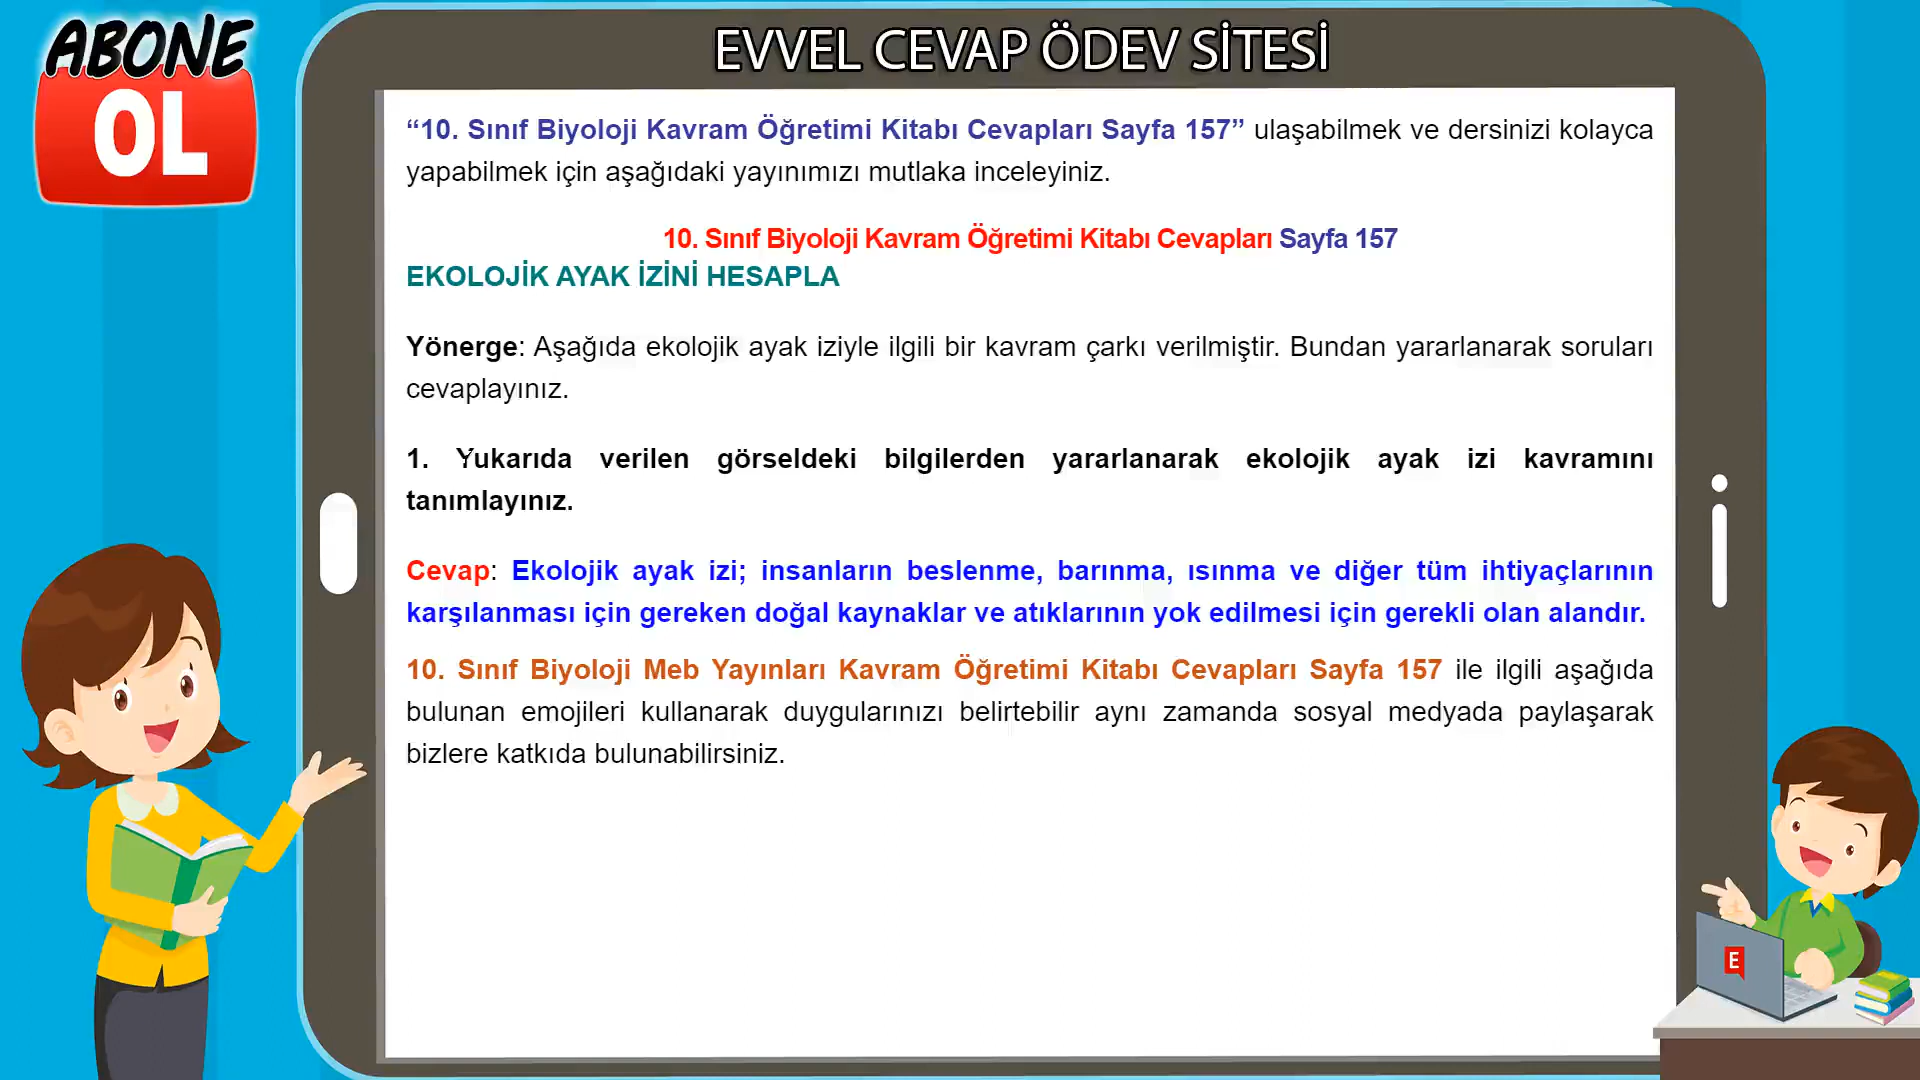 ABONE
OL
EVVEL CEVAP ÖDEV SİTESİ
“10. Sınıf Biyoloji Kavram Öğretimi Kitabı Cevapları Sayfa 157” ulaşabilmek ve dersinizi kolayca
yapabilmek için aşağıdaki yayınımızı mutlaka inceleyiniz.
10. Sınıf Biyoloji Kavram Öğretimi Kitabı Cevapları Sayfa 157
EKOLOJİK AYAK İZİNİ HESAPLA
Yönerge: Aşağıda ekolojik ayak iziyle ilgili bir kavram çarkı verilmiştir. Bundan yararlanarak soruları
cevaplayınız.
1. Yukarıda verilen görseldeki bilgilerden yararlanarak ekolojik ayak izi kavramını
tanımlayınız.
Cevap: Ekolojik ayak izi; insanların beslenme, barınma, ısınma ve diğer tüm ihtiyaçlarının
karşılanması için gereken doğal kaynaklar ve atıklarının yok edilmesi için gerekli olan alandır.
10. Sınıf Biyoloji Meb Yayınları Kavram Öğretimi Kitabı Cevapları Sayfa 157 ile ilgili aşağıda
bulunan emojileri kullanarak duygularınızı belirtebilir aynı zamanda sosyal medyada paylaşarak
bizlere katkıda bulunabilirsiniz.
E